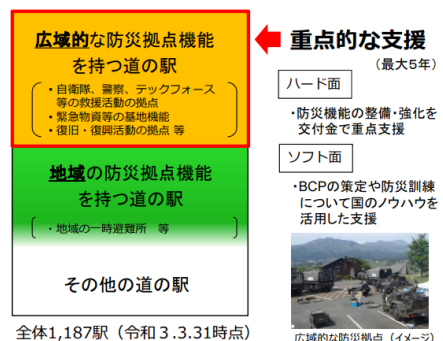 広域的な防災拠点機能
を持つ道の駅
・自衛隊、警察、テックフォース
等の救援活動の拠点
・緊急物資等の基地機能
・復旧・復興活動の拠点 等
地域の防災拠点機能
を持つ道の駅
・地域の一時避難所 等
その他の道の駅
全体1,187駅（令和３.3.31時点）
重点的な支援
（最大５年）
ハード面
・防災機能の整備・強化を
交付金で重点支援
ソフト面
・BCPの策定や防災訓練
について国のノウハウを
活用した支援
広域的な防災拠点（イメージ）